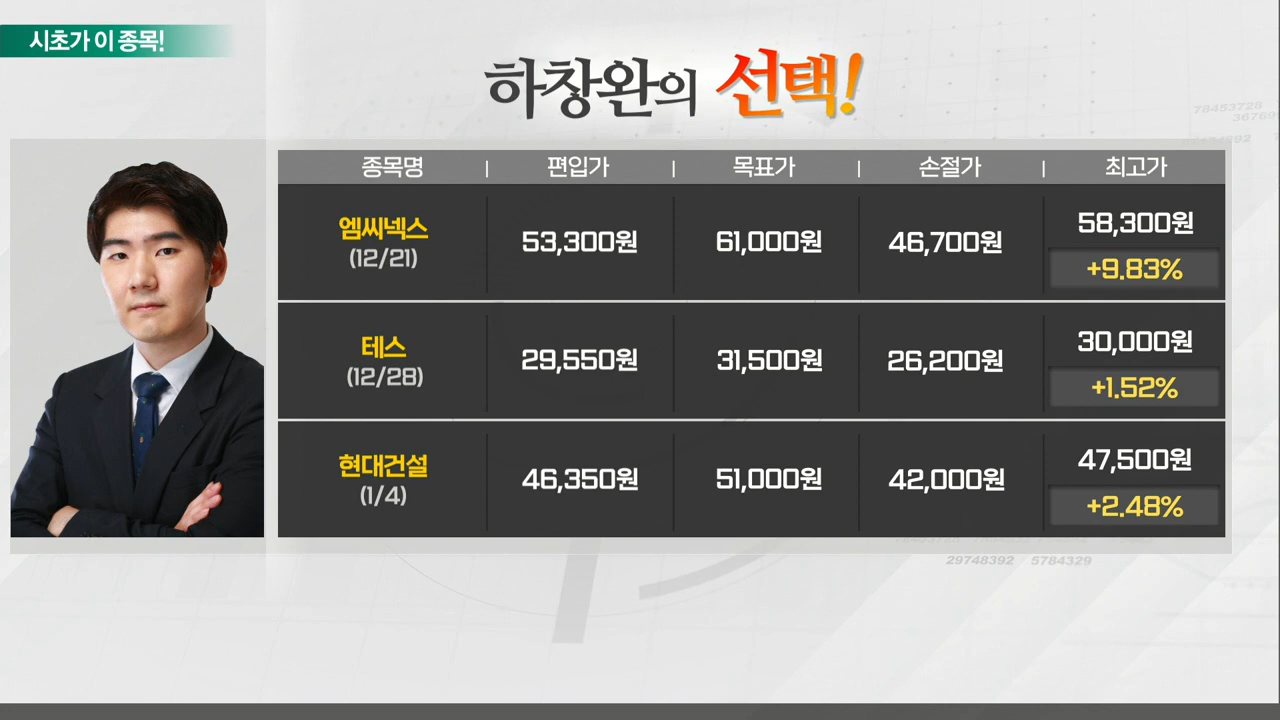 시초가 이 종목!
하창완의 선택!
종목명 | 편입가 | 목표가 | 손절가 | 최고가
엠씨넥스
(12/21)
53,300원
61,000원
46,700원
58,300원
+9.83%
테스
(12/28)
29,550원
31,500원
26,200원
30,000원
+1.52%
현대건설
(1/4)
46,350원
51,000원
42,000원
47,500원
+2.48%
78453728
29748392 5784329